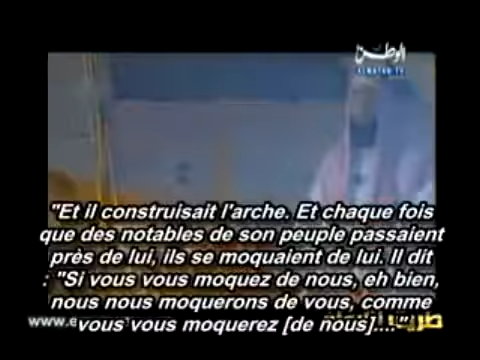 الوطن
ALWATAN TV
"Et il construisait l'arche. Et chaque fois
que des notables de son peuple passaient
près de lui, ils se moquaient de lui. Il dit
: "Si vous vous moquez de nous, eh bien,
nous nous moquerons de vous, comme
vous vous moquerez [de nous]...."